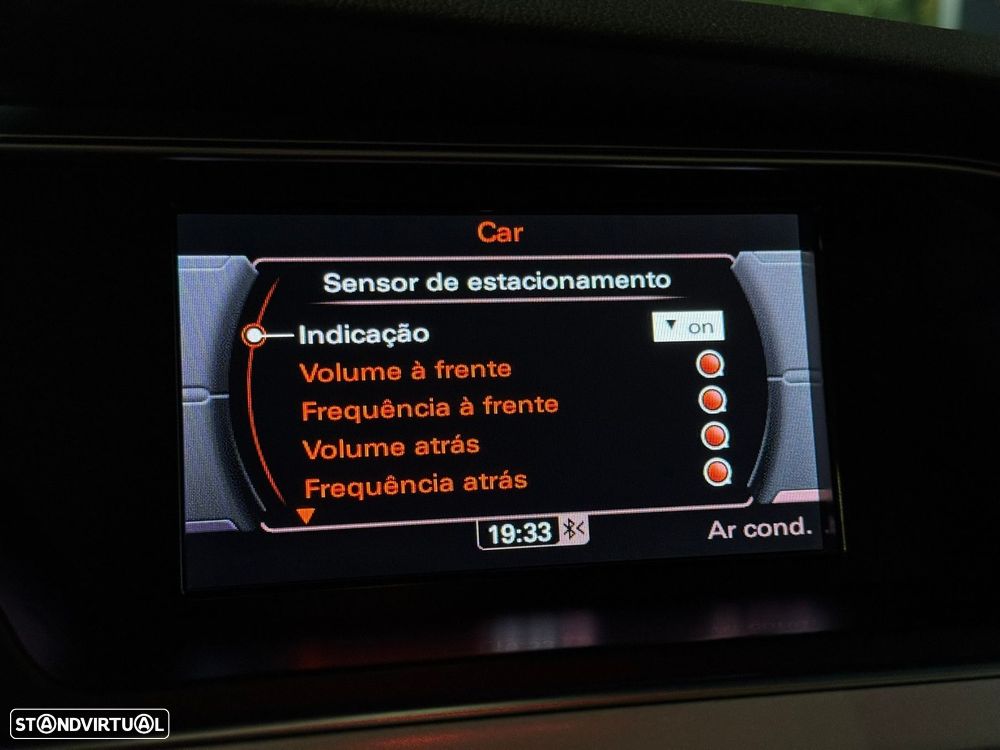 Car
Sensor de estacionamento
Indicação on
Volume à frente
Frequência à frente
Volume atrás
Frequência atrás
19:33
Ar cond.
STANDVIRTUAL